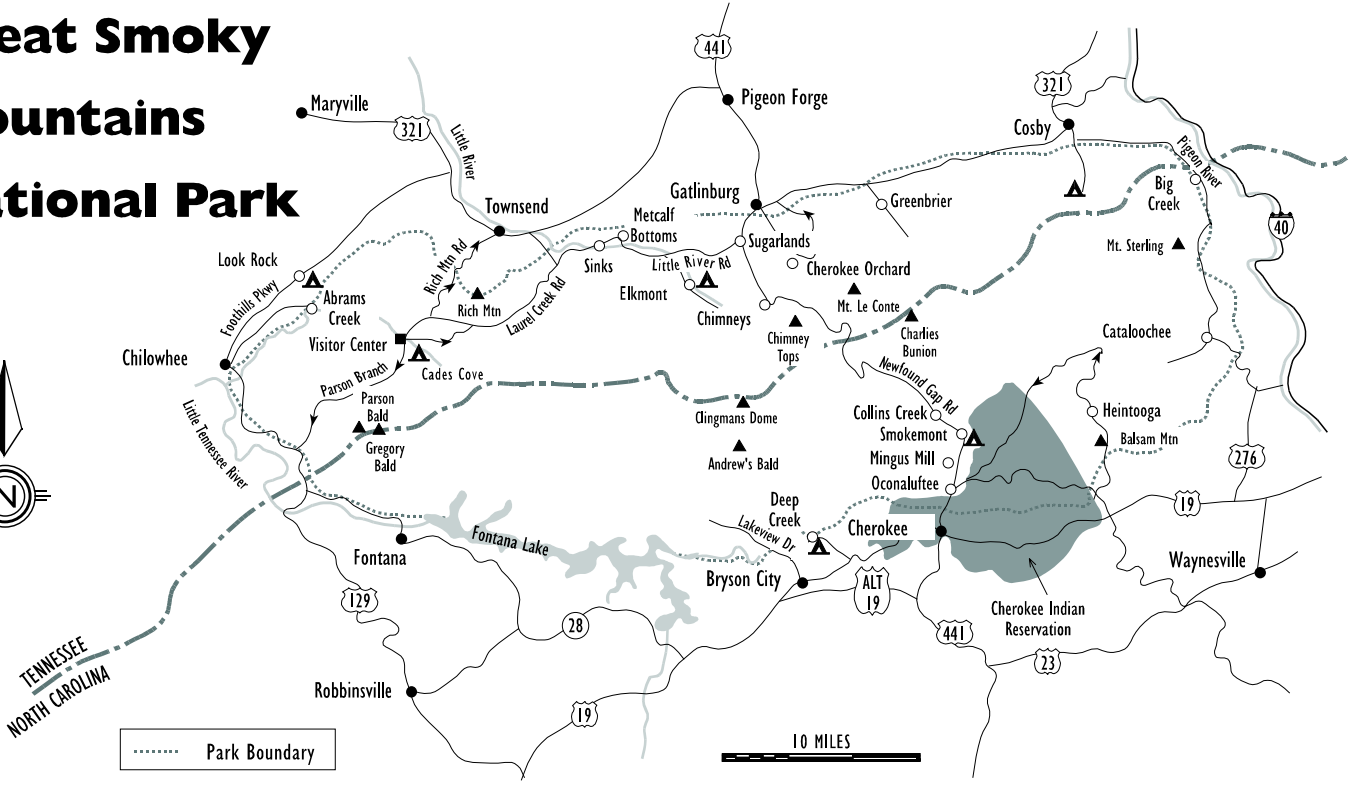 eat Smoky
ountains
ational Park
441
Maryville
321
Pigeon Forge
321
Cosby
Little River
Pigeon River
Gatlinburg
Big
Creek
Townsend
Metcalf
Bottoms
Greenbrier
40
Sugarlands
Mt. Sterling
Look Rock
Rich Mtn Rd
Sinks
Little River Rd
Cherokee Orchard
Foothills Pkwy
Abrams
Creek
Rich Mtn
Laurel Creek Rd
Elkmont
Mt. Le Conte
Chimneys
Chimney
Tops
Charlies
Bunion
Cataloochee
Visitor Center
Chilowhee
Cades Cove
Parson Branch
Newfound Gap Rd
Parson
Bald
Gregory
Bald
Clingmans Dome
Collins Creek
Heintooga
Smokemont
Balsam Mtn
Little Tennessee River
Andrew's Bald
Mingus Mill
276
Oconaluftee
N
Deep
Creek
19
Lakeview Dr
Cherokee
Fontana Lake
Fontana
Bryson City
ALT
19
Waynesville
129
Cherokee Indian
Reservation
28
441
23
TENNESSEE
NORTH CAROLINA
Robbinsville
19
Park Boundary
10 MILES